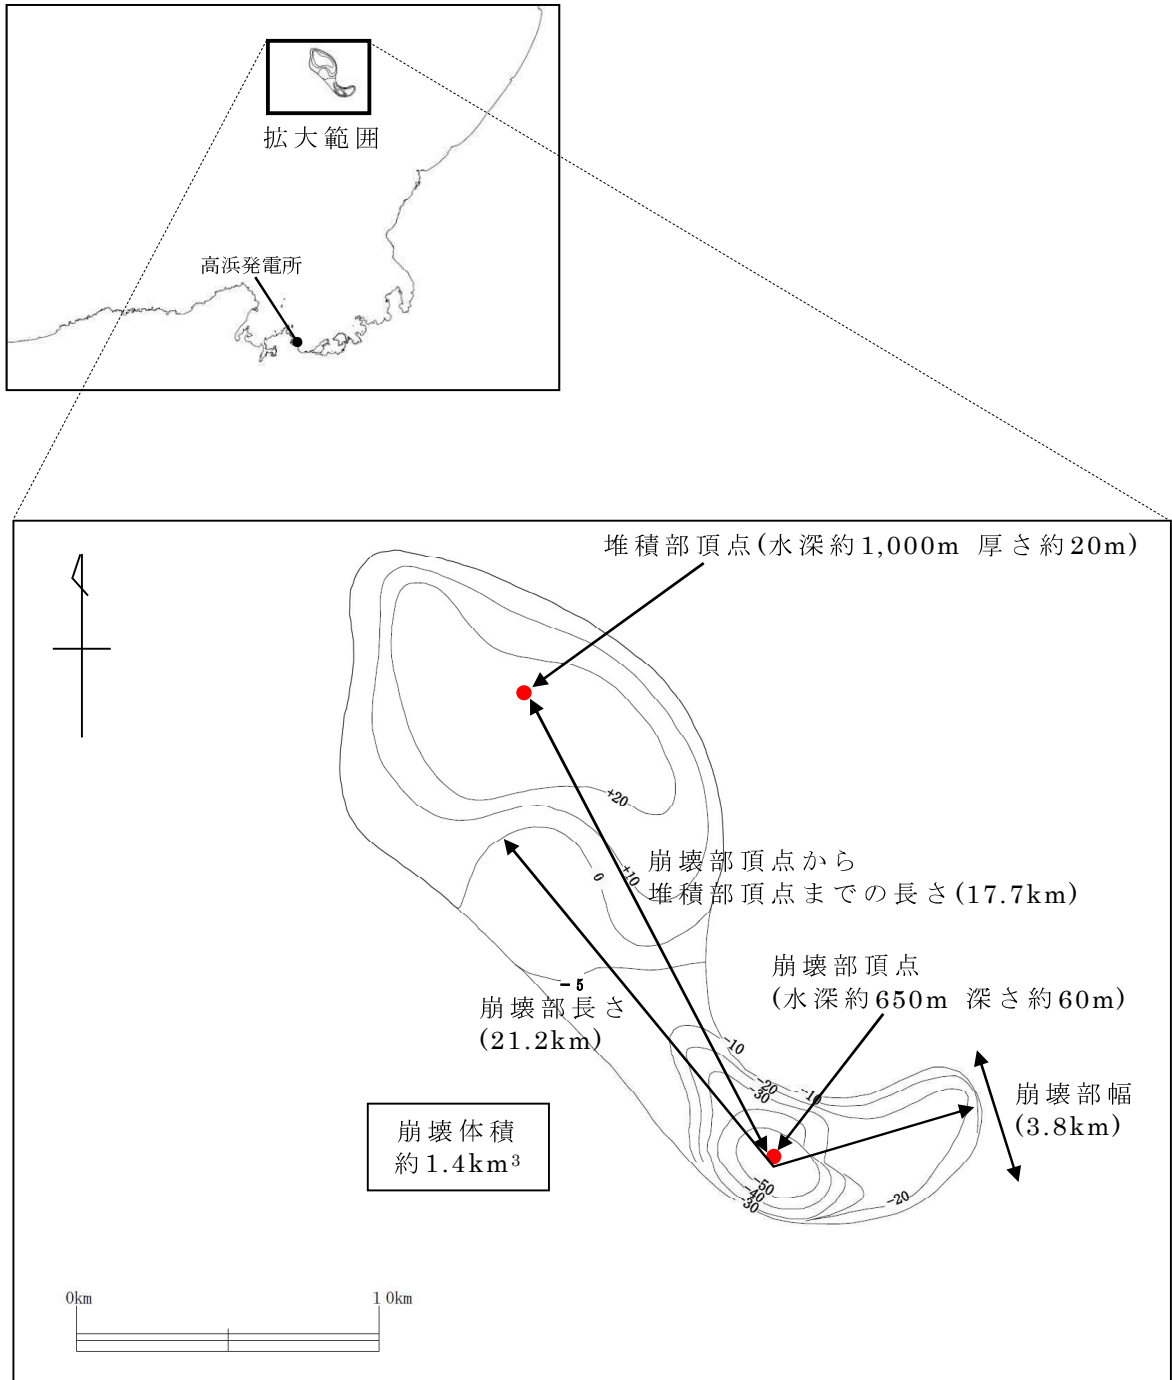 拡大範囲
高浜発電所
堆積部頂点(水深約1,000m 厚さ約20m)
+20
崩壊部頂点から
堆積部頂点までの長さ(17.7km)
0
+10
崩壊部頂点
(水深約650m 深さ約60m)
-5
崩壊部長さ
(21.2km)
-10
-20
-30
-10
崩壊部幅
(3.8km)
崩壊体積
約1.4km³
-50
-40
-30
-20
0km
10km